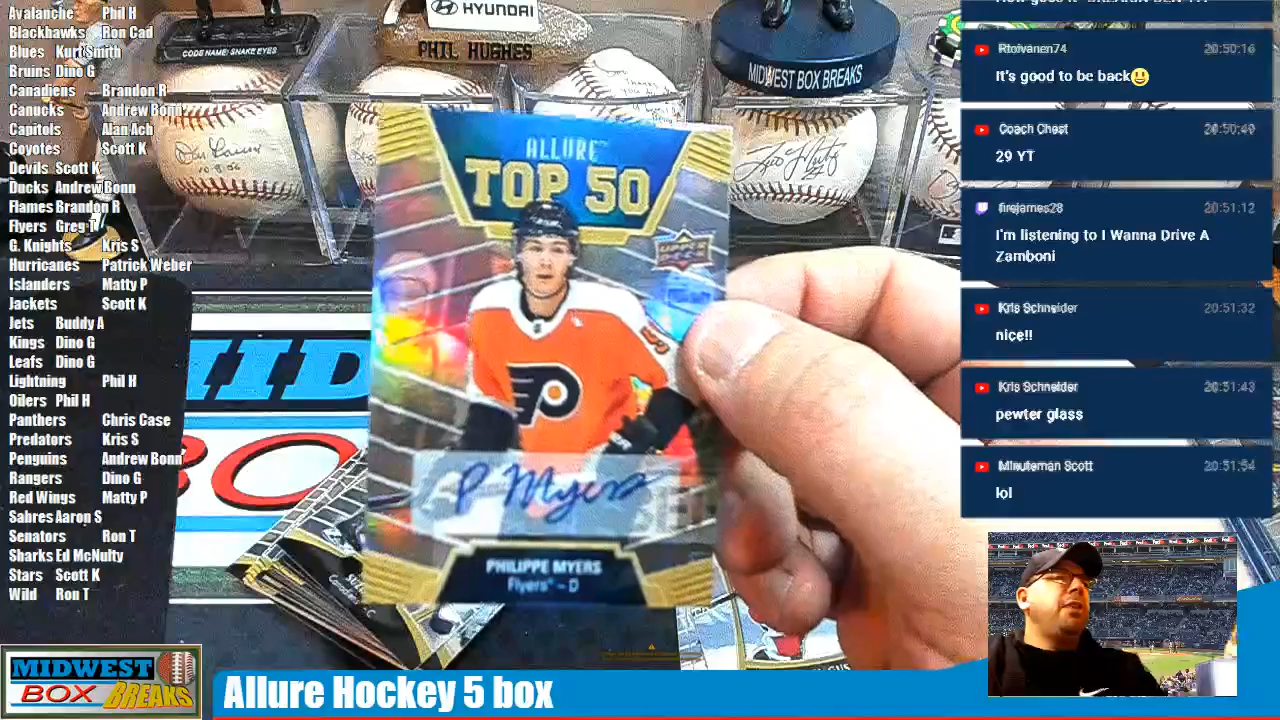 Avalanche Phil H
Blackhawks Ron Cad
Blues Kurt Smith
Bruins Dino G
Canadiens Brandon R
Canucks Andrew Bonn
Capitols Alan Ach
Coyotes Scott K
Devils Scott K
Ducks Andrew Bonn
Flames Brandon R
Flyers Greg T
G. Knights Kris S
Hurricanes Patrick Weber
Islanders Matty P
Jackets Scott K
Jets Buddy A
Kings Dino G
Leafs Dino G
Lightning Phil H
Oilers Phil H
Panthers Chris Case
Predators Kris S
Penguins Andrew Bonn
Rangers Dino G
Red Wings Matty P
Sabres Aaron S
Senators Ron T
Sharks Ed McNulty
Stars Scott K
Wild Ron T
CODE NAME: SNAKE EYES
HYUNDAI
PHIL HUGHES
MIDWEST BOX BREAKS
ALLURE
TOP 50
UPPER DECK
P Myers
PHILIPPE MYERS
Flyers - D
MID
BO
Rtoivanen74 20:50:16
It's good to be back
Coach Chest 20:50:49
29 YT
firejames28 20:51:12
I'm listening to I Wanna Drive A
Zamboni
Kris Schneider 20:51:32
nice!!
Kris Schneider 20:51:43
pewter glass
Minuteman Scott 20:51:54
lol
MIDWEST
BOX
BREAKS
Allure Hockey 5 box